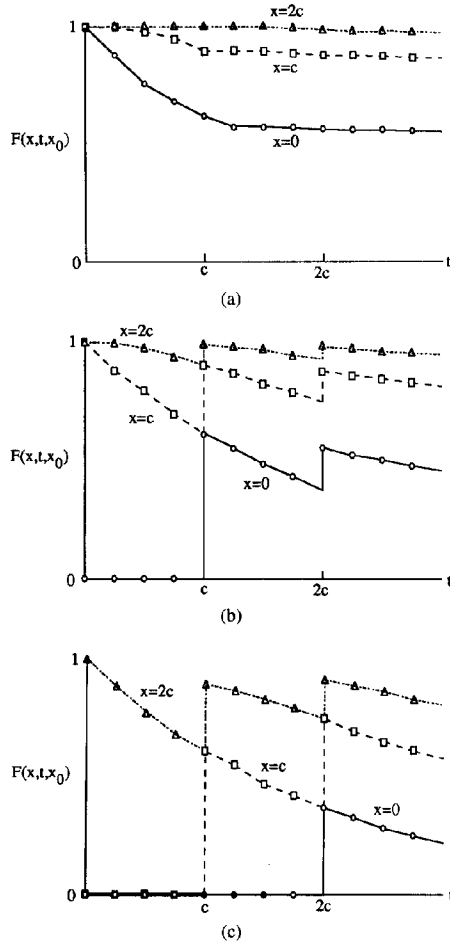 1
x=2c
x=c
F(x,t,x₀)
x=0
0
c
2c
t
(a)
1
x=2c
x=c
F(x,t,x₀)
x=0
0
c
2c
t
(b)
1
x=2c
F(x,t,x₀)
x=c
x=0
0
c
2c
t
(c)